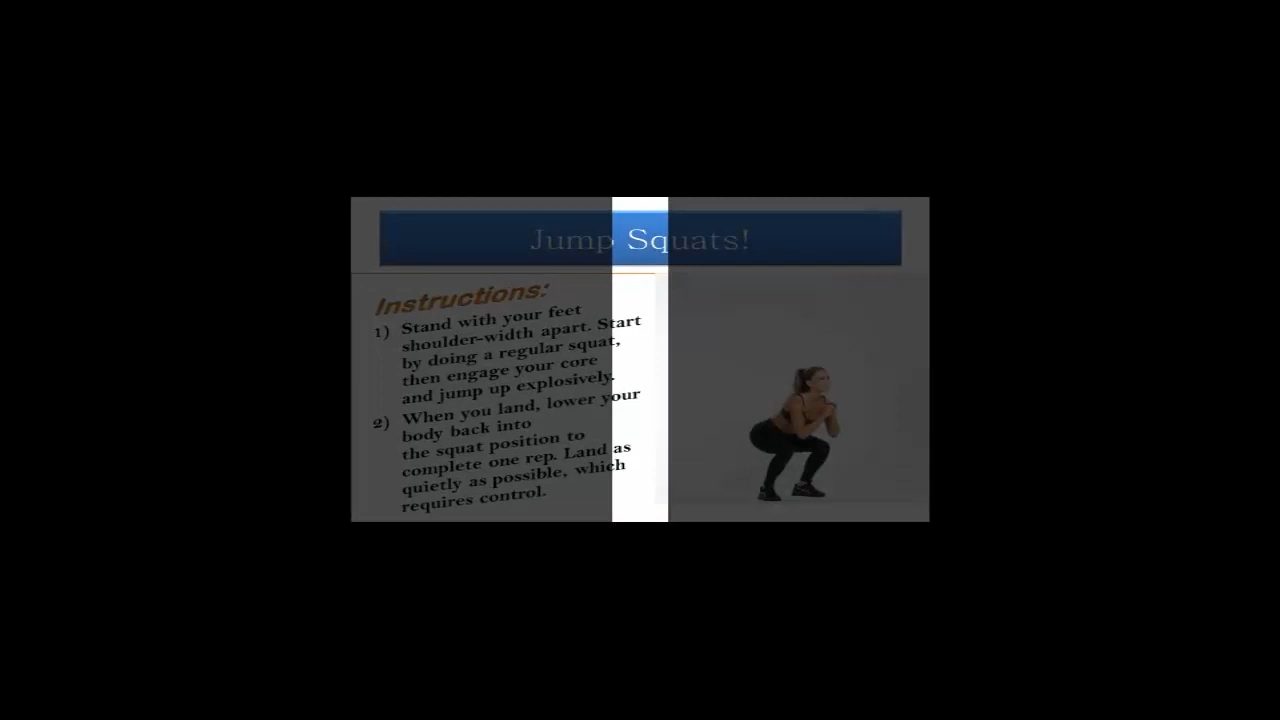 Jump Squats!
Instructions:
1) Stand with your feet
shoulder-width apart. Start
by doing a regular squat,
then engage your core
and jump up explosively.
2) When you land, lower your
body back into
the squat position to
complete one rep. Land as
quietly as possible, which
requires control.